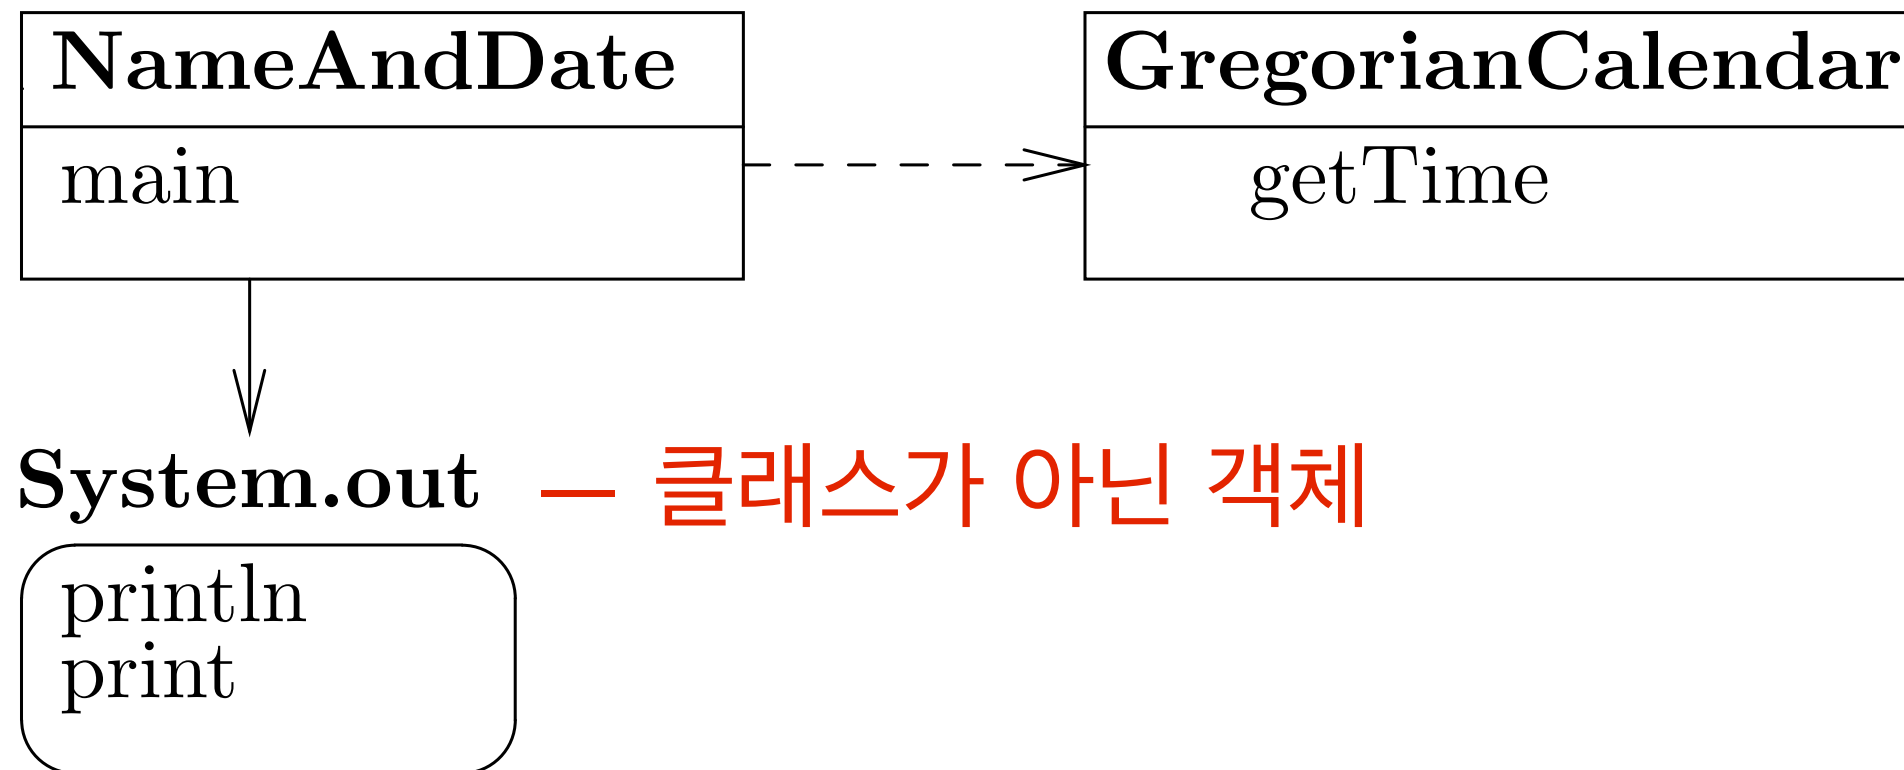 NameAndDate
main
GregorianCalendar
getTime
System.out — 클래스가 아닌 객체
println
print